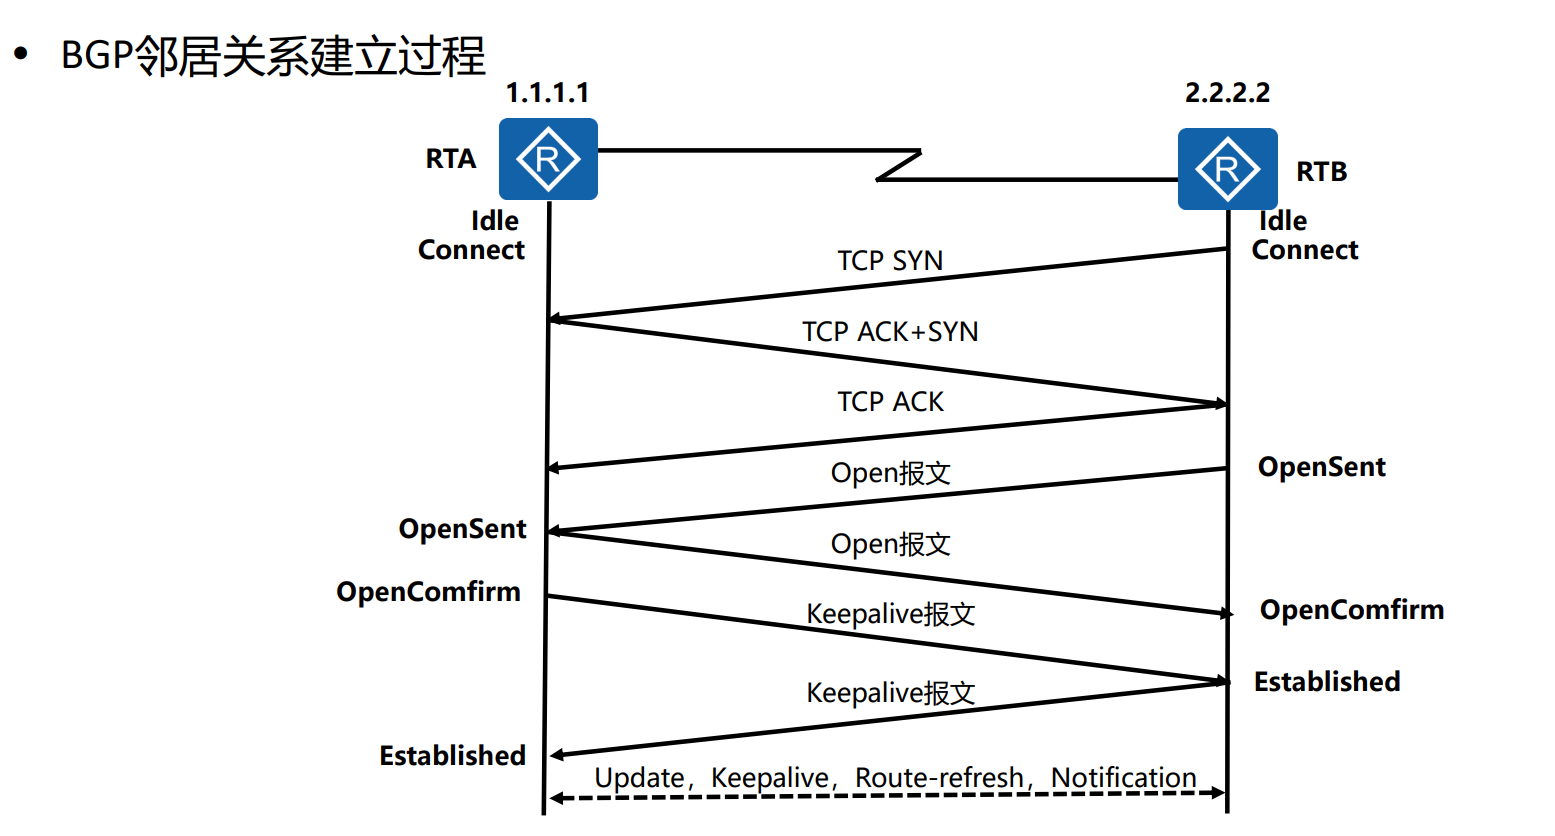 • BGP邻居关系建立过程
1.1.1.1
2.2.2.2
RTA
R
R
RTB
Idle
Connect
Idle
Connect
TCP SYN
TCP ACK+SYN
TCP ACK
Open报文
OpenSent
OpenSent
Open报文
OpenComfirm
Keepalive报文
OpenComfirm
Keepalive报文
Established
Established
Update，Keepalive，Route-refresh，Notification